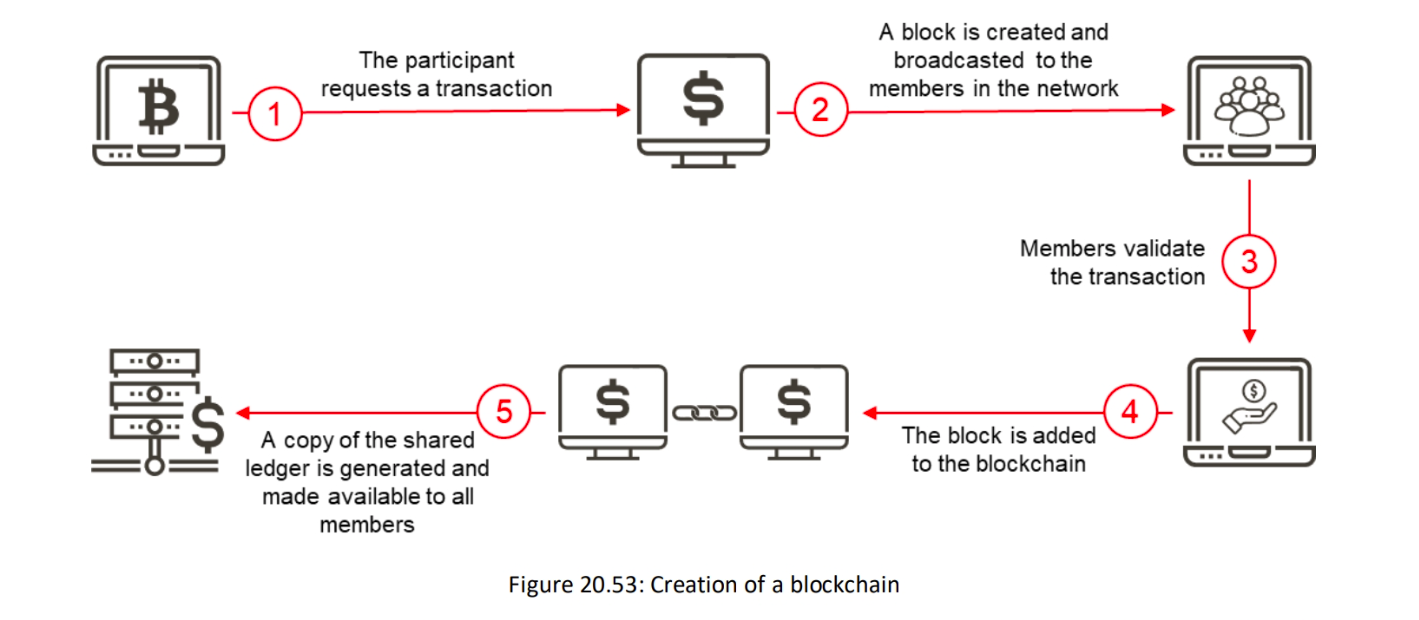 The participant
requests a transaction
1
A block is created and
broadcasted to the
members in the network
2
Members validate
the transaction
3
4
The block is added
to the blockchain
5
A copy of the shared
ledger is generated and
made available to all
members
Figure 20.53: Creation of a blockchain